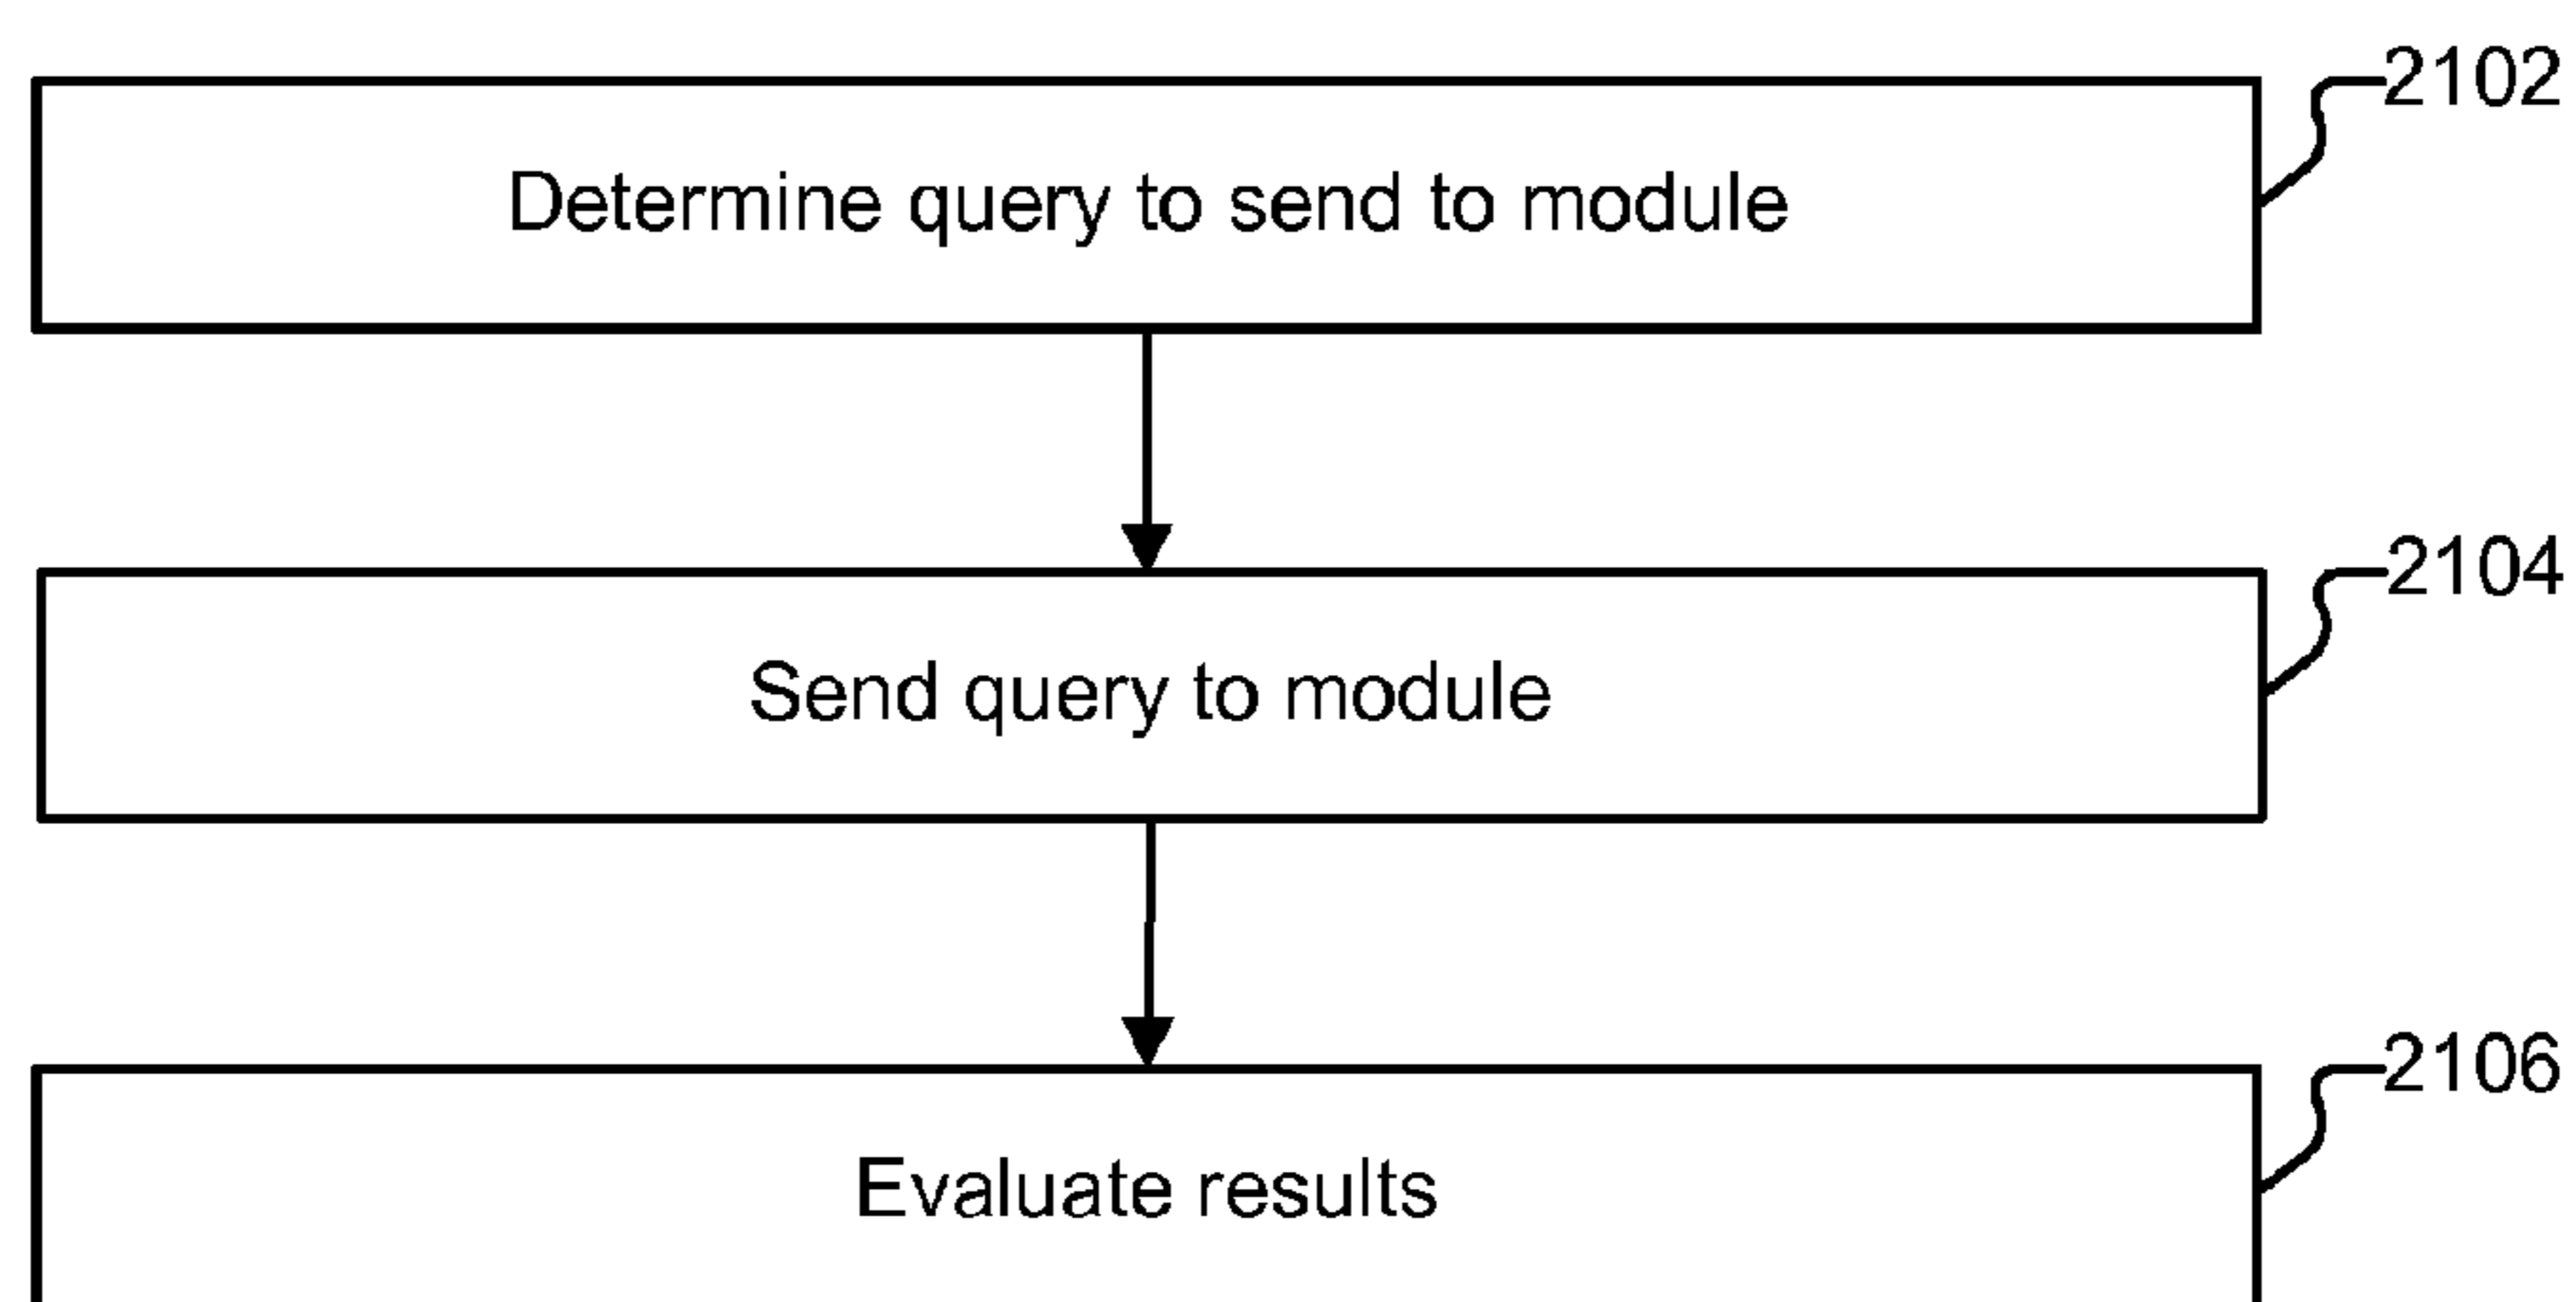 2102
Determine query to send to module
2104
Send query to module
2106
Evaluate results